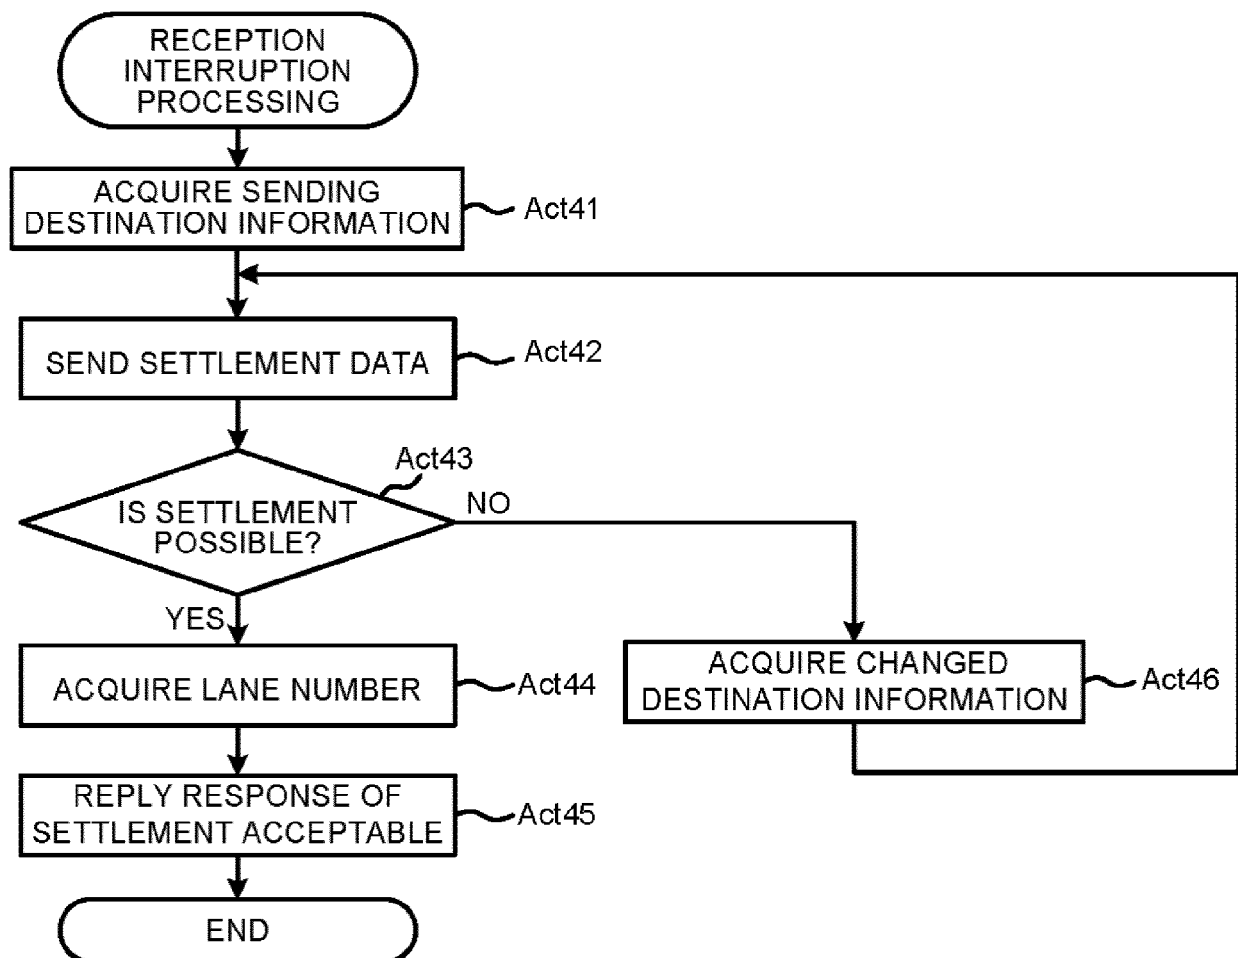 RECEPTION
INTERRUPTION
PROCESSING
ACQUIRE SENDING
DESTINATION INFORMATION
Act41
SEND SETTLEMENT DATA
Act42
Act43
IS SETTLEMENT
POSSIBLE?
NO
YES
ACQUIRE LANE NUMBER
Act44
ACQUIRE CHANGED
DESTINATION INFORMATION
Act46
REPLY RESPONSE OF
SETTLEMENT ACCEPTABLE
Act45
END